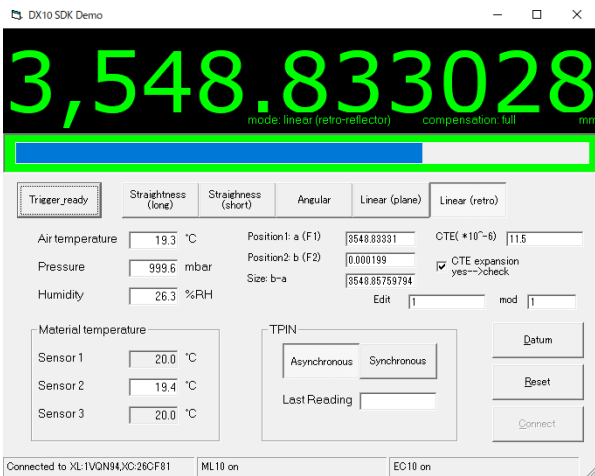 DX10 SDK Demo
3,548.833028
mode: linear (retro-reflector) compensation: full mm
Trigger_ready Straightness (long) Straighness (short) Angular Linear (plane) Linear (retro)
Air temperature 19.3 °C
Pressure 999.6 mbar
Humidity 26.3 %RH
Position1: a (F1) 3548.83331
Position2: b (F2) 0.000199
Size: b-a 3548.85759794
CTE( *10^-6) 11.5
CTE expansion
yes-->check
Edit 1 mod 1
Material temperature
Sensor 1 20.0 °C
Sensor 2 19.4 °C
Sensor 3 20.0 °C
TPIN
Asynchronous Synchronous
Last Reading
Datum
Reset
Connect
Connected to XL:1VQN94,XC:26CF81 ML10 on EC10 on